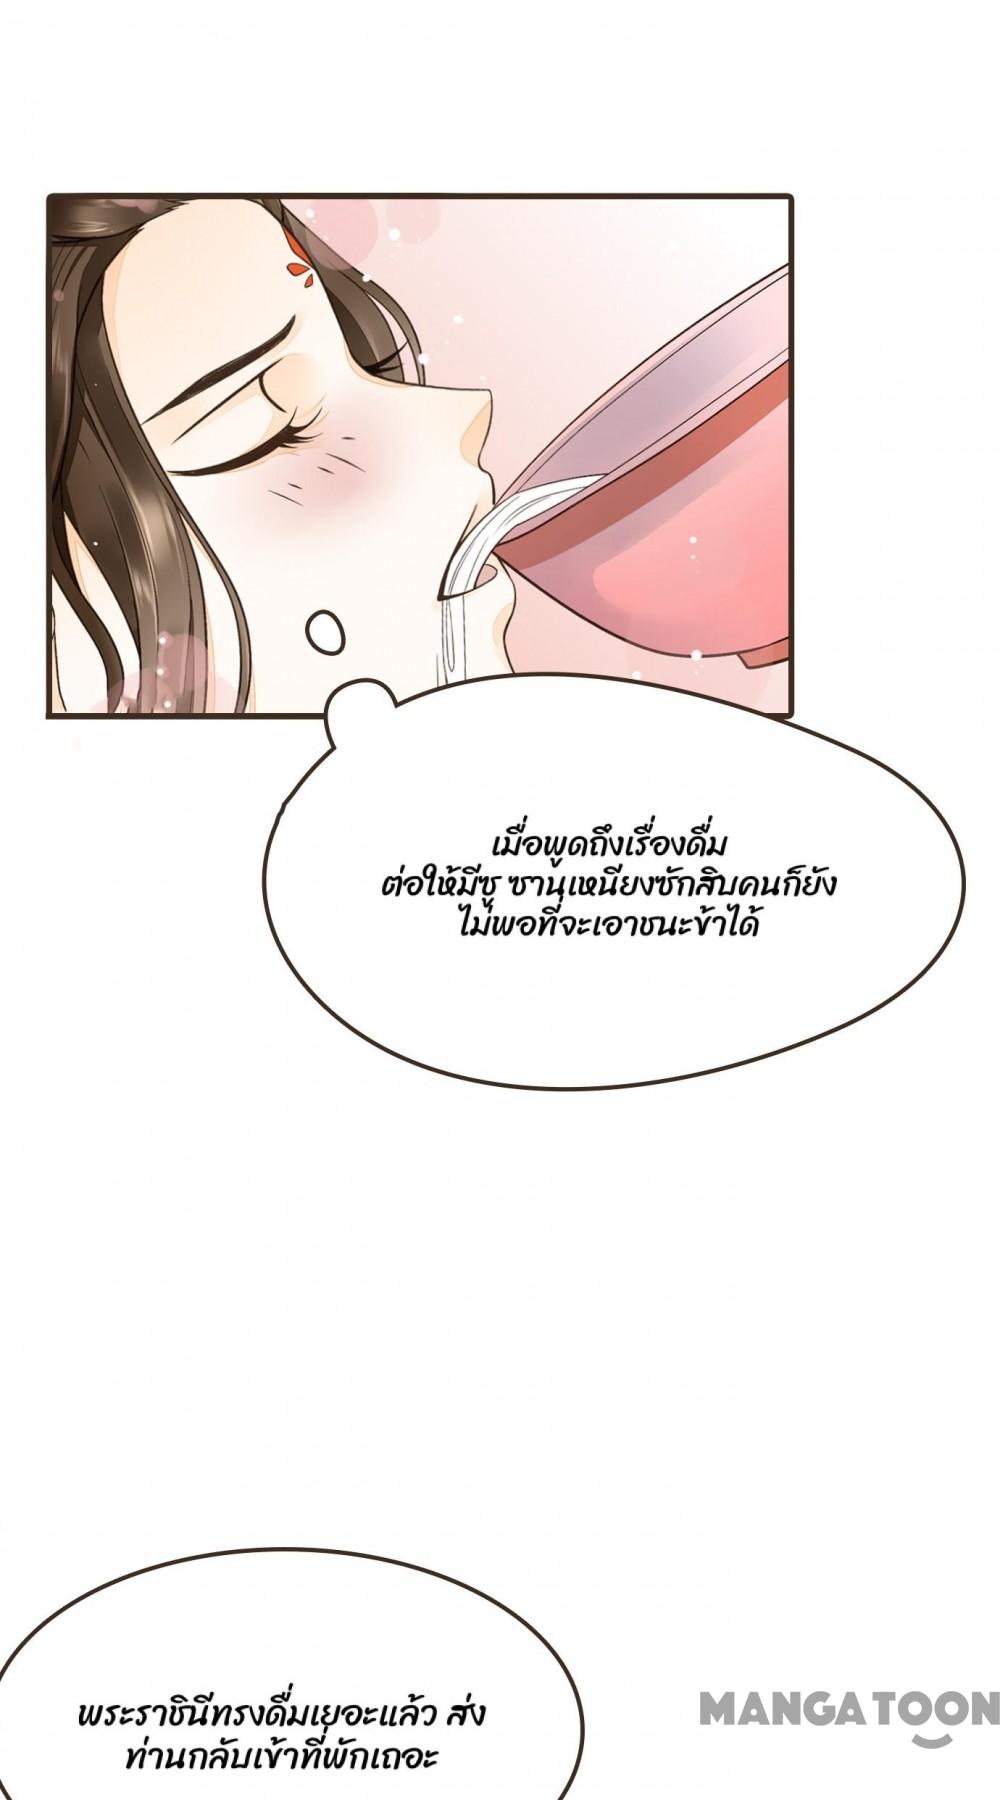 เมื่อพูดถึงเรื่องดื่ม
ต่อให้มีซู ซานเหนียงซักสิบคนก็ยัง
ไม่พอที่จะเอาชนะข้าได้
พระราชินีทรงดื่มเยอะแล้ว ส่ง
ท่านกลับเข้าที่พักเถอะ
MANGATOON